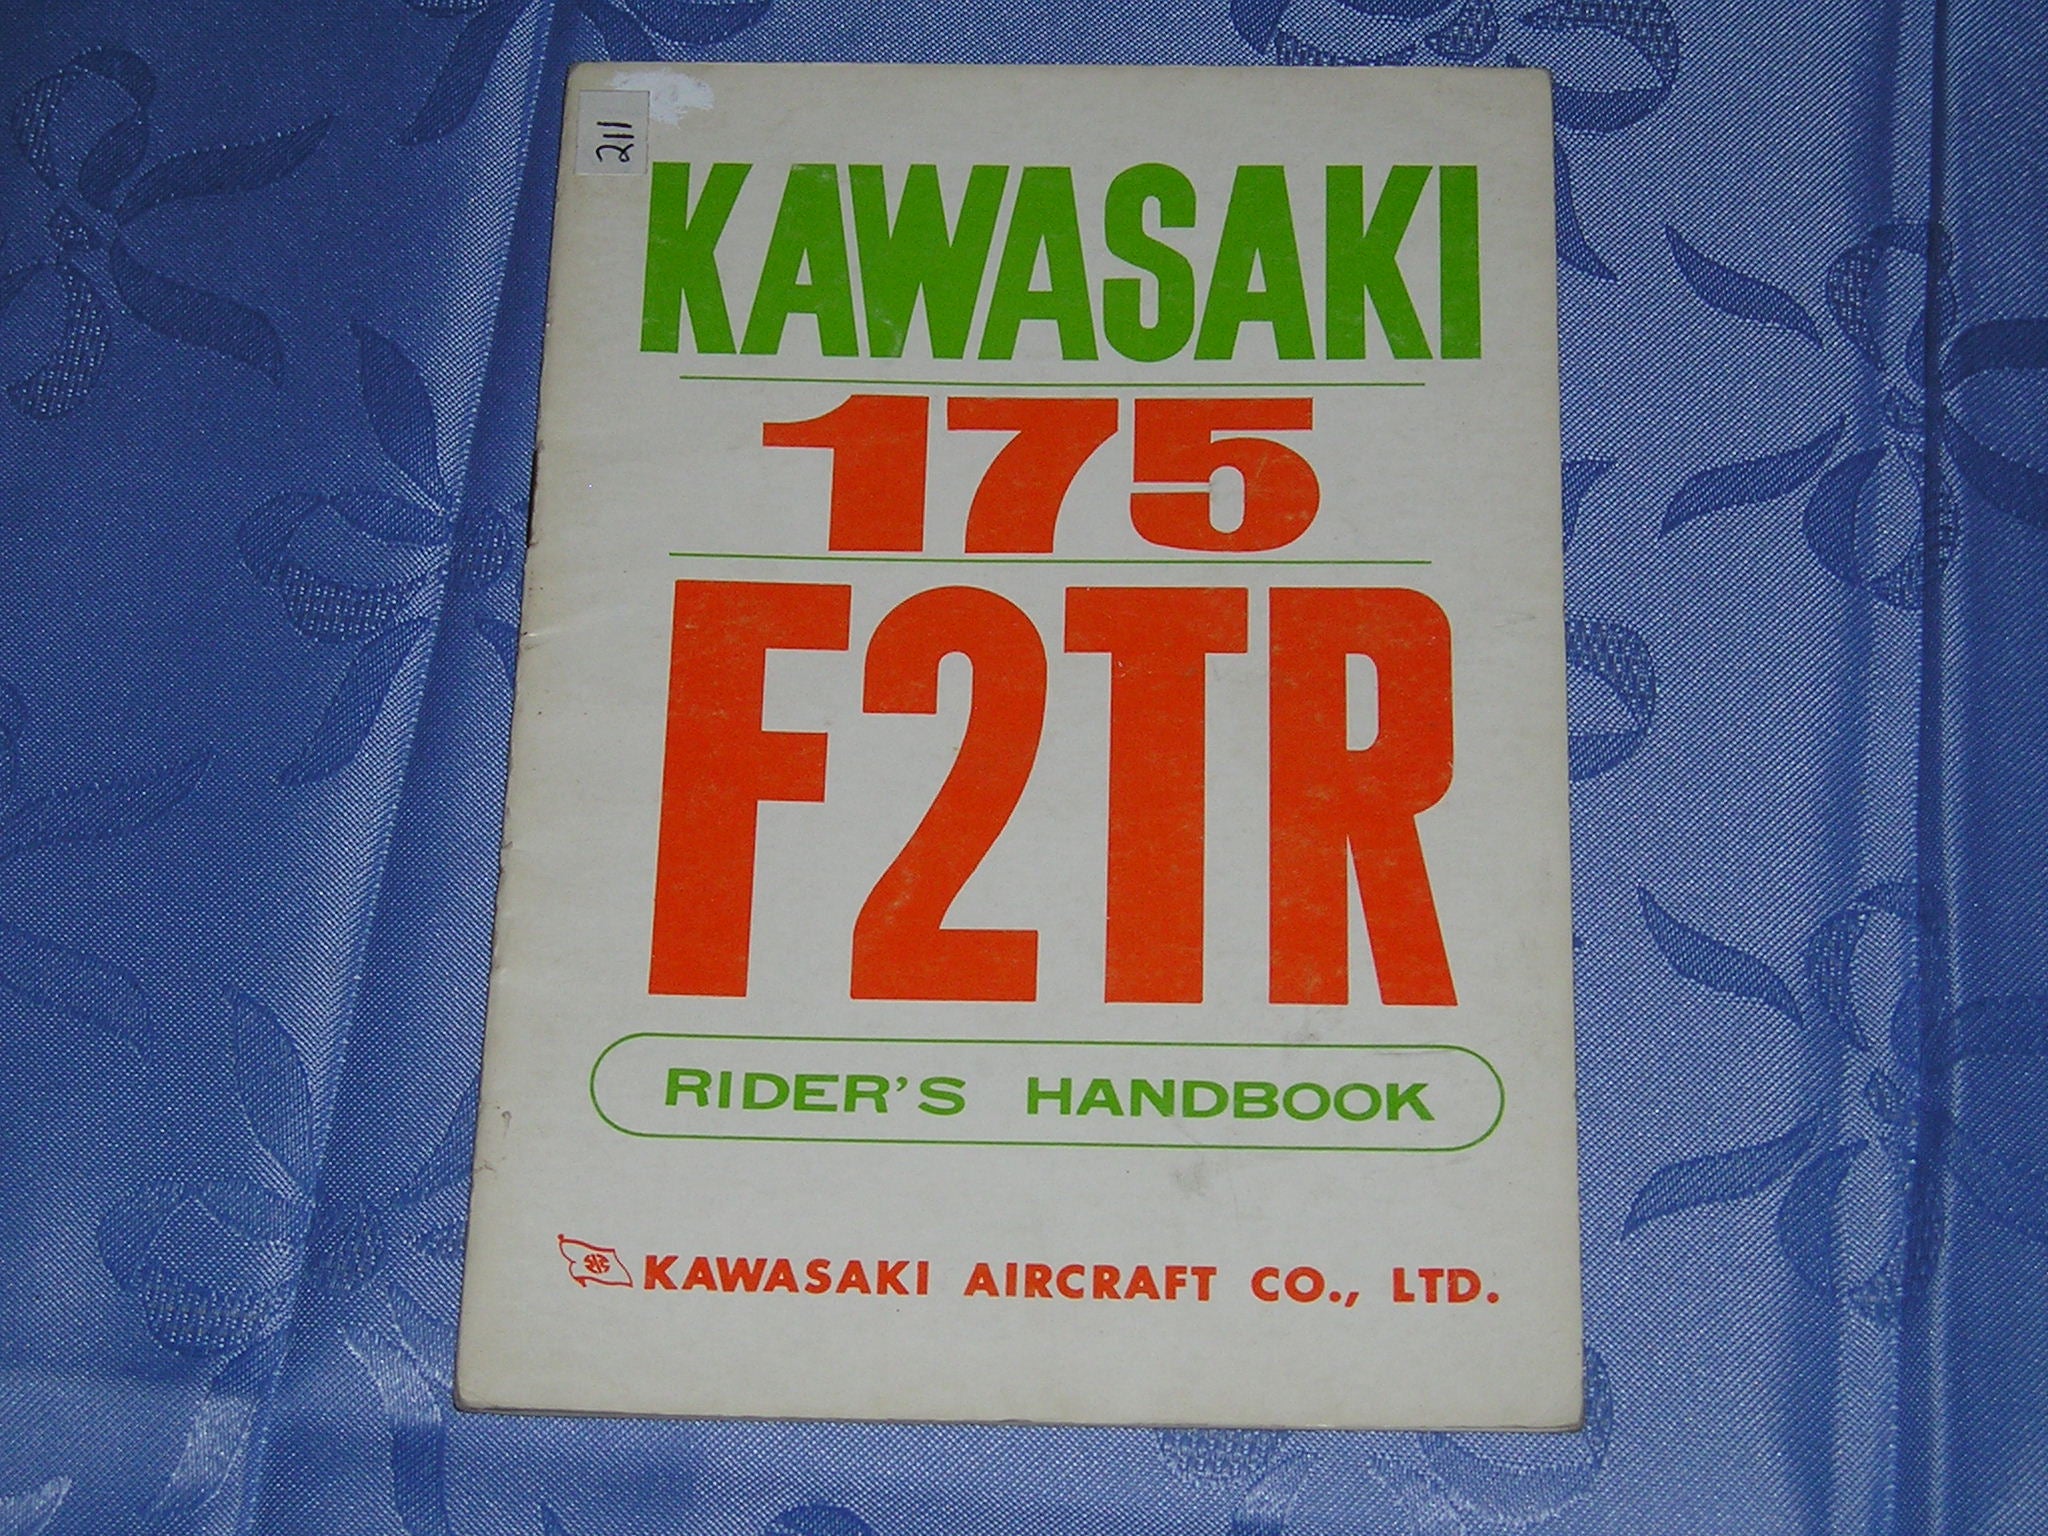 211
KAWASAKI
175
F2TR
RIDER'S HANDBOOK
KAWASAKI AIRCRAFT CO., LTD.